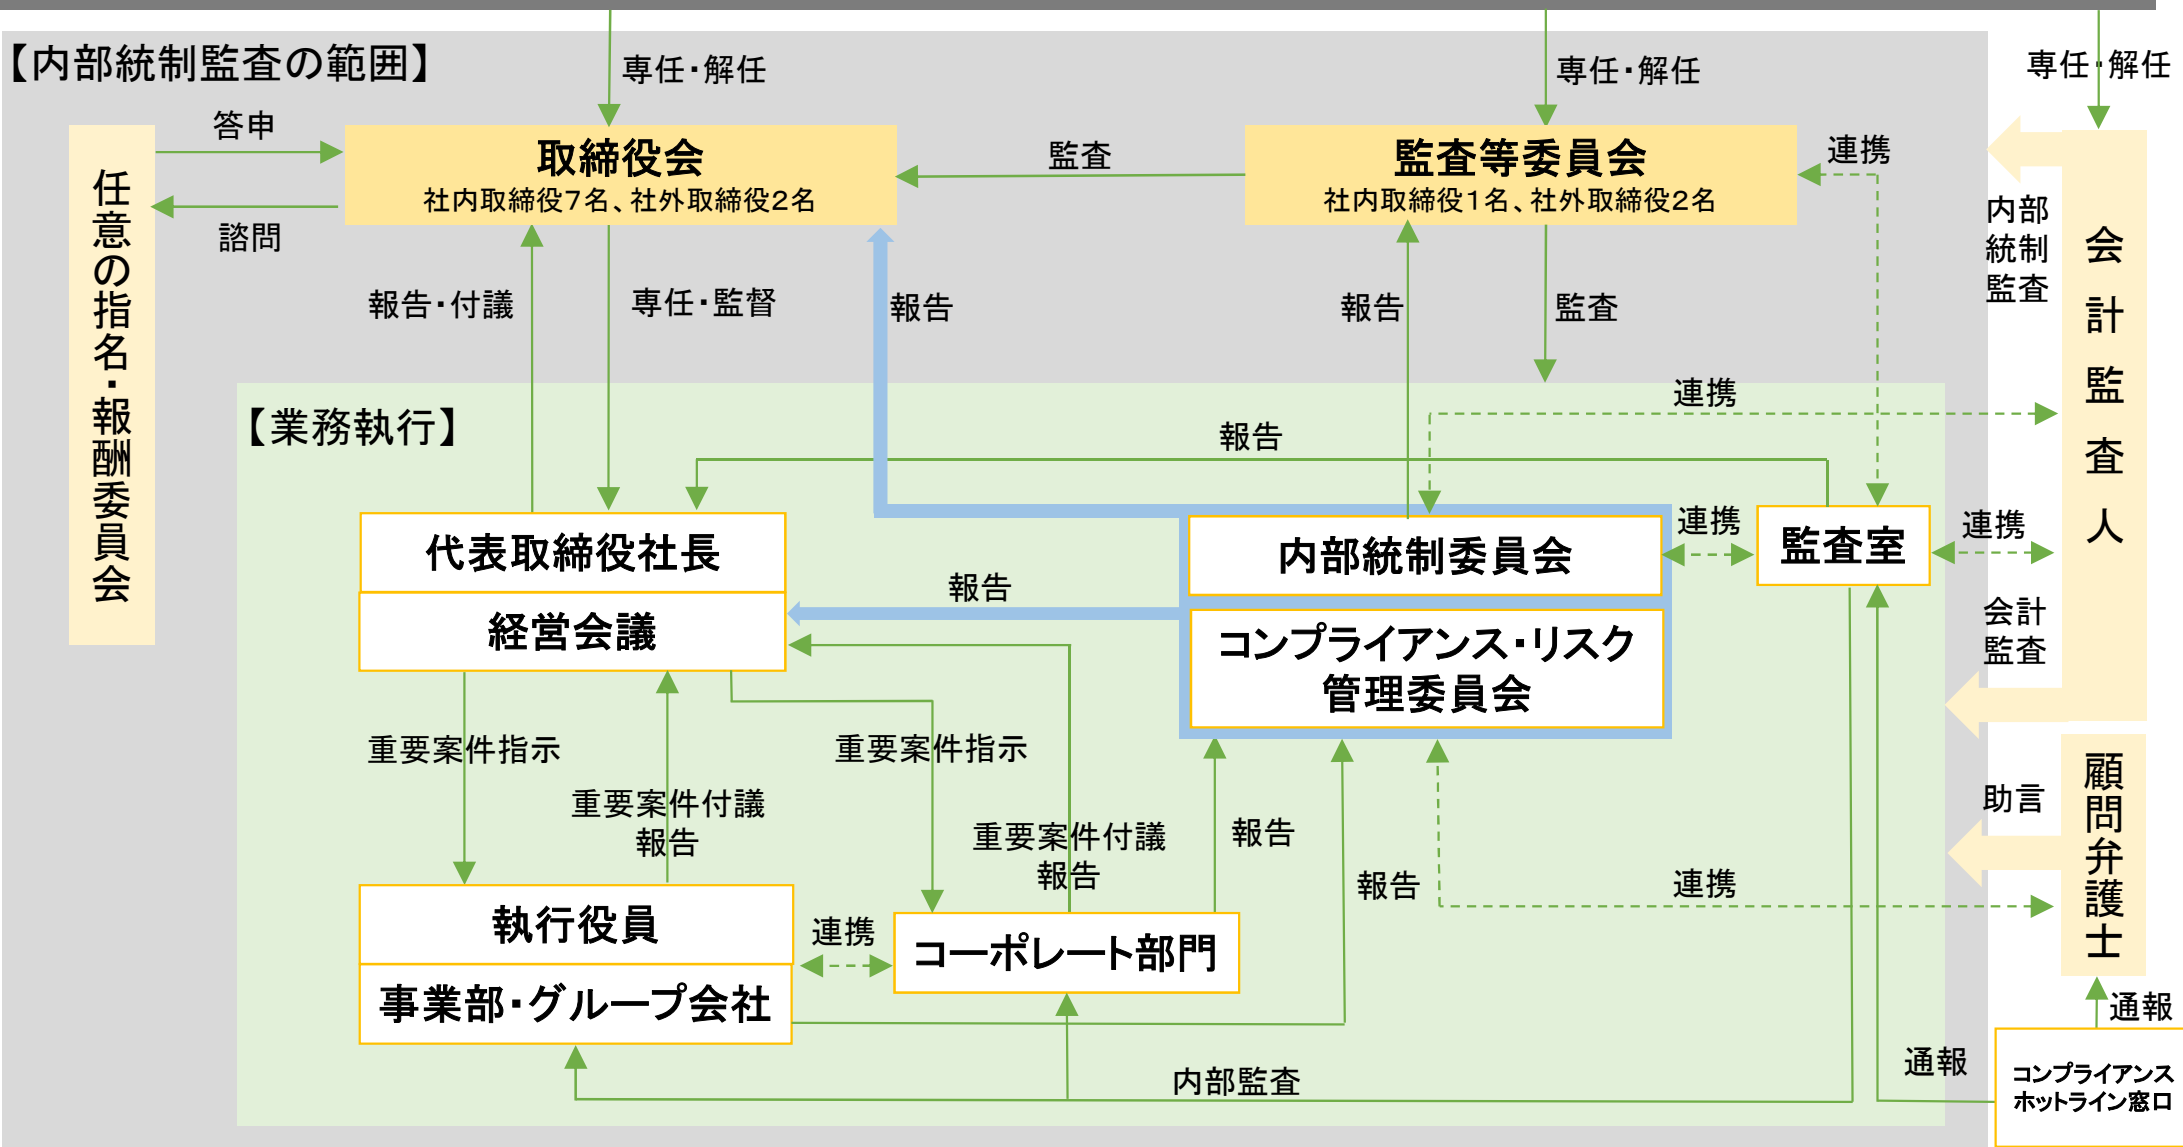 【内部統制監査の範囲】
専任・解任
専任・解任
専任・解任
答申
諮問
任意の指名・報酬委員会
取締役会
社内取締役7名、社外取締役2名
監査
監査等委員会
社内取締役1名、社外取締役2名
連携
内部
統制
監査
会計監査人
報告・付議
専任・監督
報告
報告
監査
連携
【業務執行】
報告
代表取締役社長
経営会議
報告
内部統制委員会
コンプライアンス・リスク
管理委員会
連携
監査室
連携
会計
監査
重要案件指示
重要案件付議
報告
重要案件指示
重要案件付議
報告
報告
報告
連携
助言
顧問弁護士
執行役員
事業部・グループ会社
連携
コーポレート部門
内部監査
通報
通報
コンプライアンス
ホットライン窓口